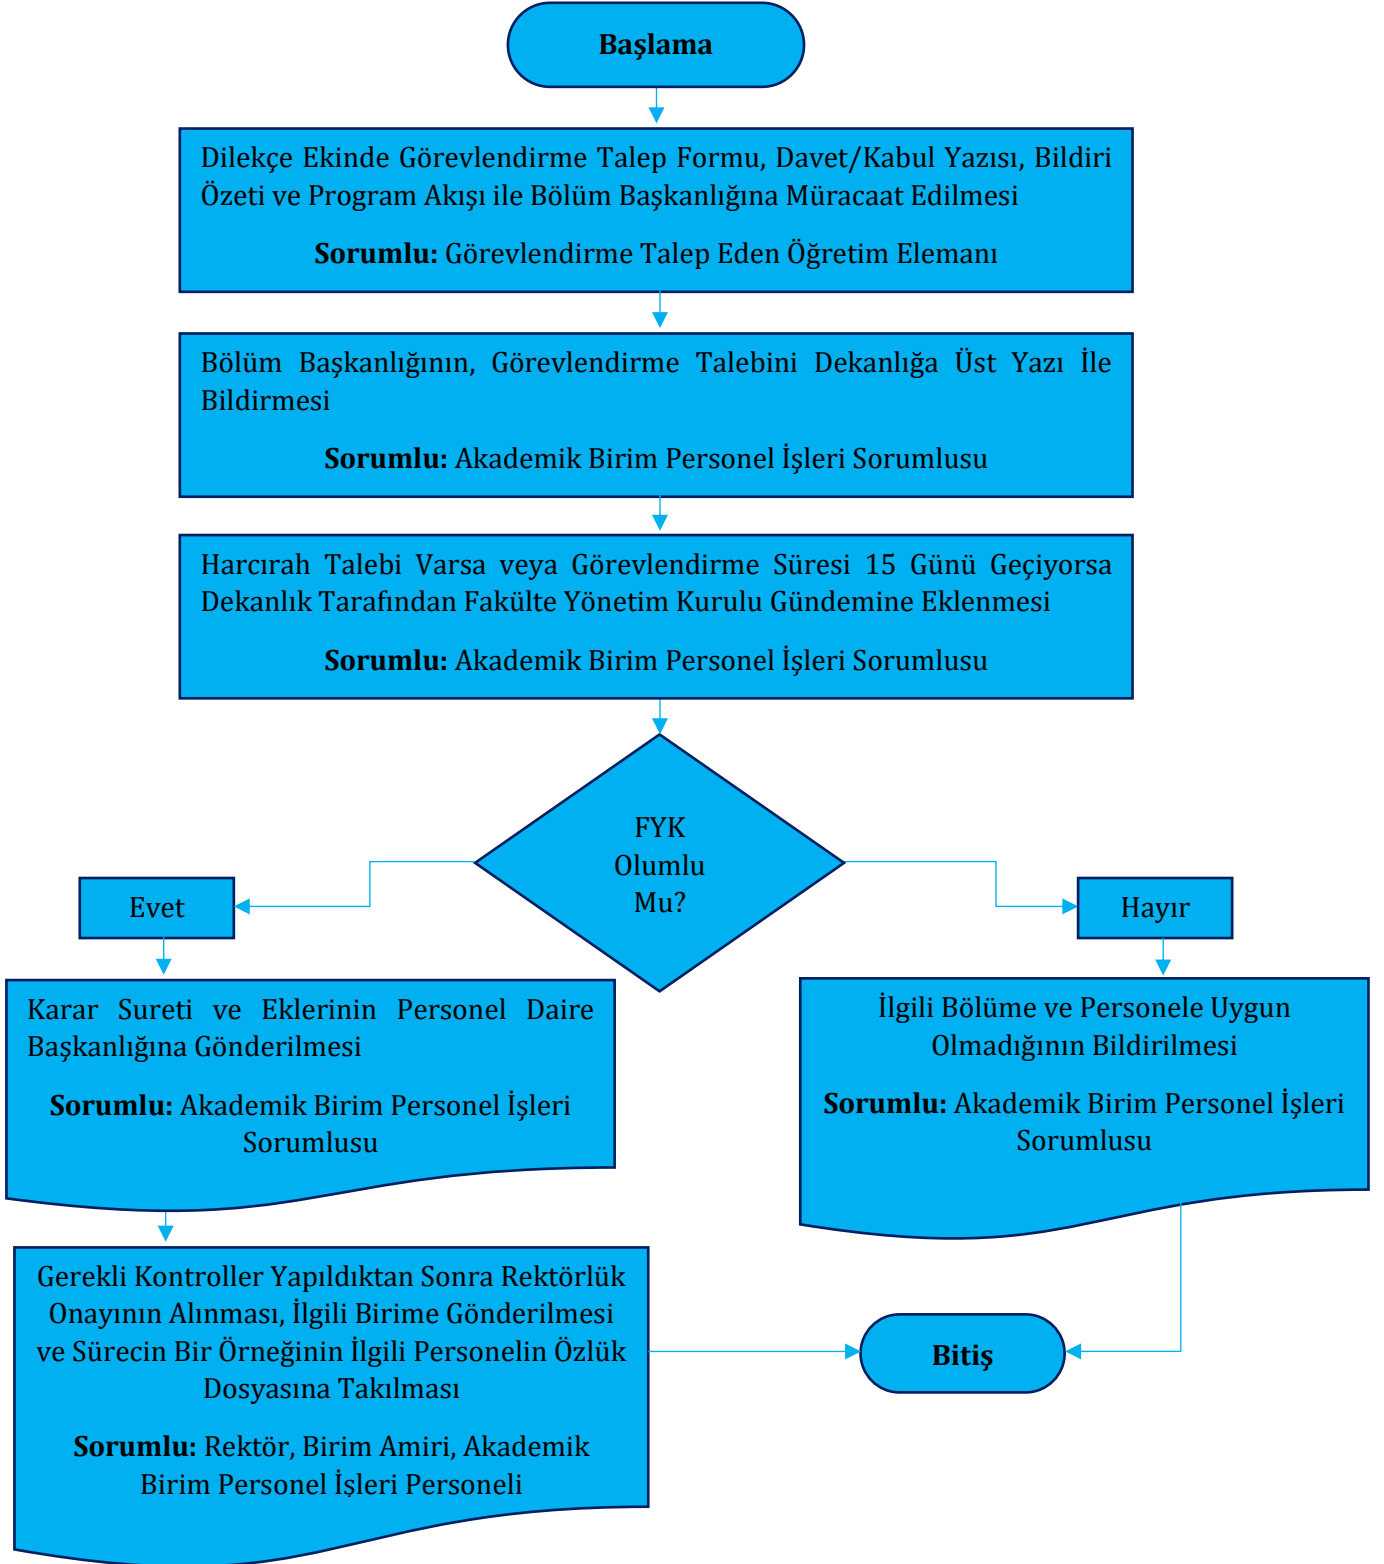 Başlama
Dilekçe Ekinde Görevlendirme Talep Formu, Davet/Kabul Yazısı, Bildiri
Özeti ve Program Akışı ile Bölüm Başkanlığına Müracaat Edilmesi
Sorumlu: Görevlendirme Talep Eden Öğretim Elemanı
Bölüm Başkanlığının, Görevlendirme Talebini Dekanlığa Üst Yazı İle
Bildirmesi
Sorumlu: Akademik Birim Personel İşleri Sorumlusu
Harcırah Talebi Varsa veya Görevlendirme Süresi 15 Günü Geçiyorsa
Dekanlık Tarafından Fakülte Yönetim Kurulu Gündemine Eklenmesi
Sorumlu: Akademik Birim Personel İşleri Sorumlusu
FYK
Olumlu
Mu?
Evet
Hayır
Karar Sureti ve Eklerinin Personel Daire
Başkanlığına Gönderilmesi
Sorumlu: Akademik Birim Personel İşleri
Sorumlusu
İlgili Bölüme ve Personele Uygun
Olmadığının Bildirilmesi
Sorumlu: Akademik Birim Personel İşleri
Sorumlusu
Gerekli Kontroller Yapıldıktan Sonra Rektörlük
Onayının Alınması, İlgili Birime Gönderilmesi
ve Sürecin Bir Örneğinin İlgili Personelin Özlük
Dosyasına Takılması
Sorumlu: Rektör, Birim Amiri, Akademik
Birim Personel İşleri Personeli
Bitiş